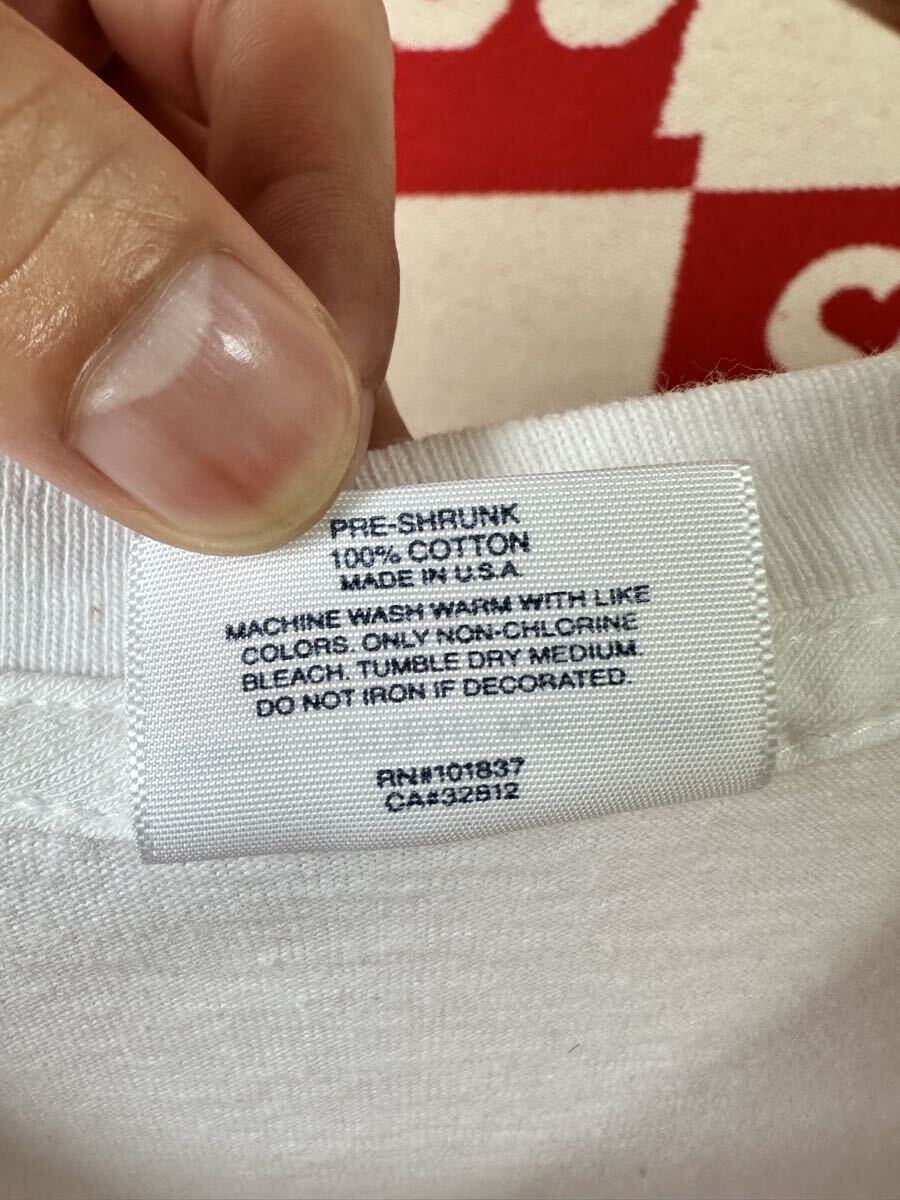 PRE-SHRUNK
100% COTTON
MADE IN U.S.A.
MACHINE WASH WARM WITH LIKE
COLORS. ONLY NON-CHLORINE
BLEACH. TUMBLE DRY MEDIUM.
DO NOT IRON IF DECORATED.
RN#101837
CA#32812